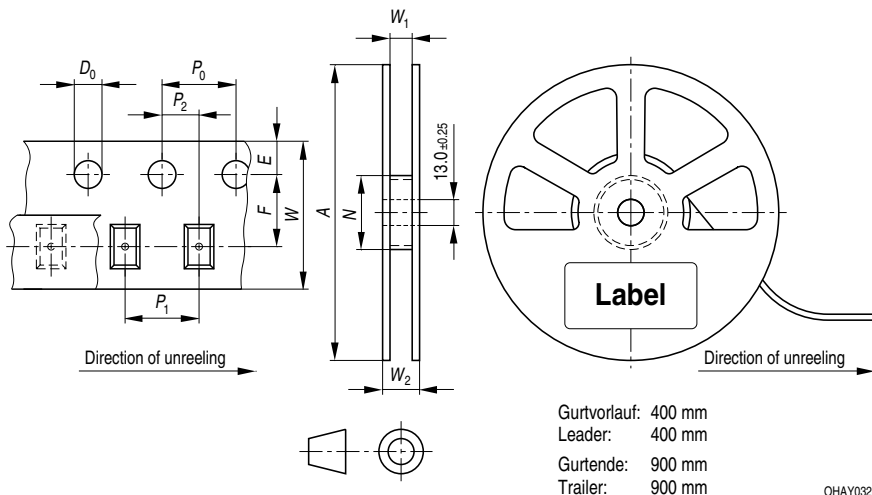 W₁
D₀
P₀
P₂
E
F
W
A
N
13.0±0.25
P₁
Label
Direction of unreeling
W₂
Direction of unreeling
Gurtvorlauf: 400 mm
Leader: 400 mm
Gurtende: 900 mm
Trailer: 900 mm
OHAY032